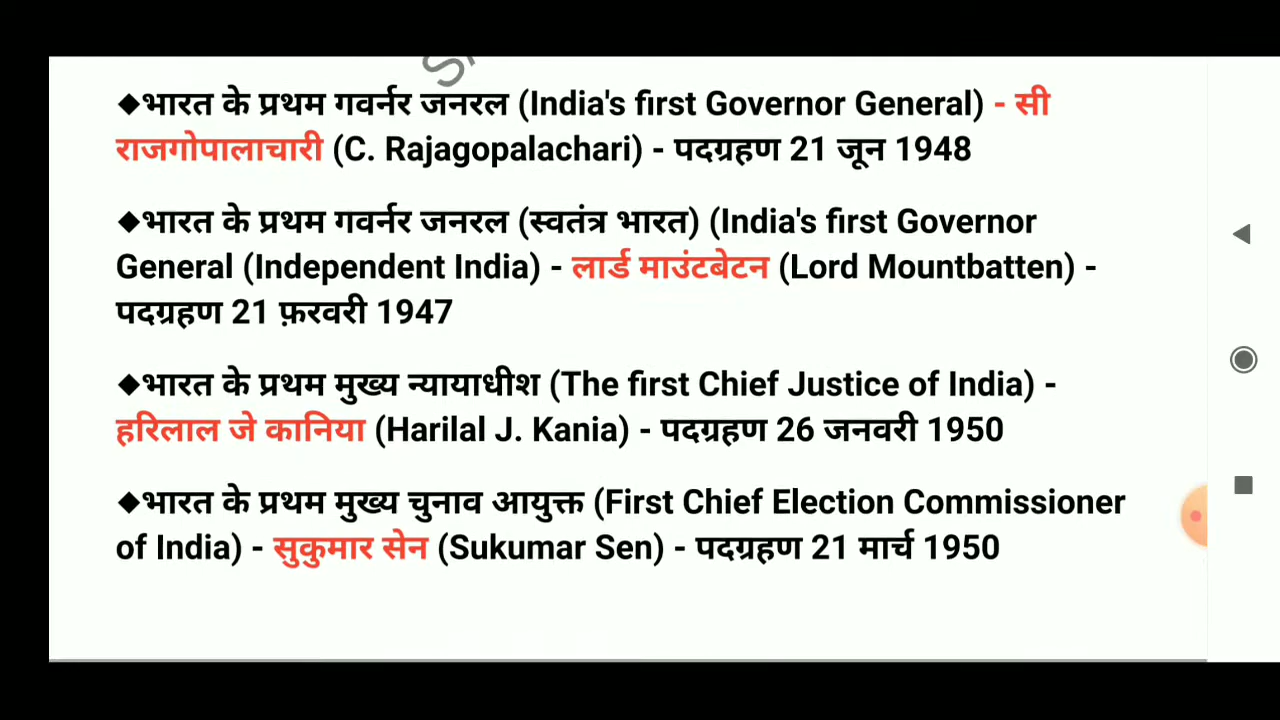 ◆भारत के प्रथम गवर्नर जनरल (India's first Governor General) - सी
राजगोपालाचारी (C. Rajagopalachari) - पदग्रहण 21 जून 1948
◆भारत के प्रथम गवर्नर जनरल (स्वतंत्र भारत) (India's first Governor
General (Independent India) - लार्ड माउंटबेटन (Lord Mountbatten) -
पदग्रहण 21 फ़रवरी 1947
◆भारत के प्रथम मुख्य न्यायाधीश (The first Chief Justice of India) -
हरिलाल जे कानिया (Harilal J. Kania) - पदग्रहण 26 जनवरी 1950
◆भारत के प्रथम मुख्य चुनाव आयुक्त (First Chief Election Commissioner
of India) - सुकुमार सेन (Sukumar Sen) - पदग्रहण 21 मार्च 1950